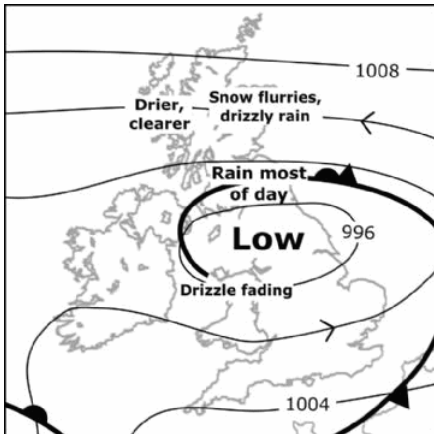 1008
Drier,
clearer
Snow flurries,
drizzly rain
Rain most
of day
Low
996
Drizzle fading
1004